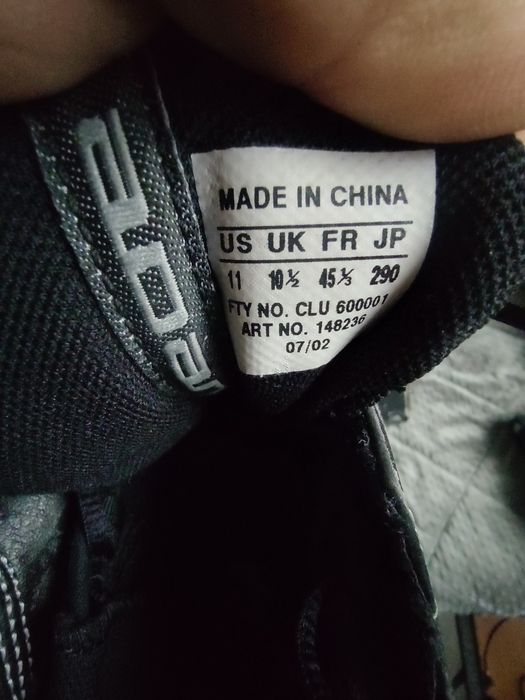 MADE IN CHINA
US UK FR JP
11 10½ 45⅓ 290
FTY NO. CLU 600001
ART NO. 148236
07/02